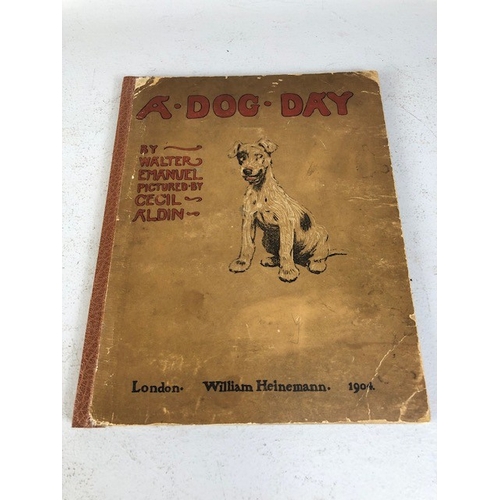 A·DOG·DAY
BY
WALTER
EMANUEL
PICTURED·BY
CECIL
ALDIN
London. William Heinemann. 1904.